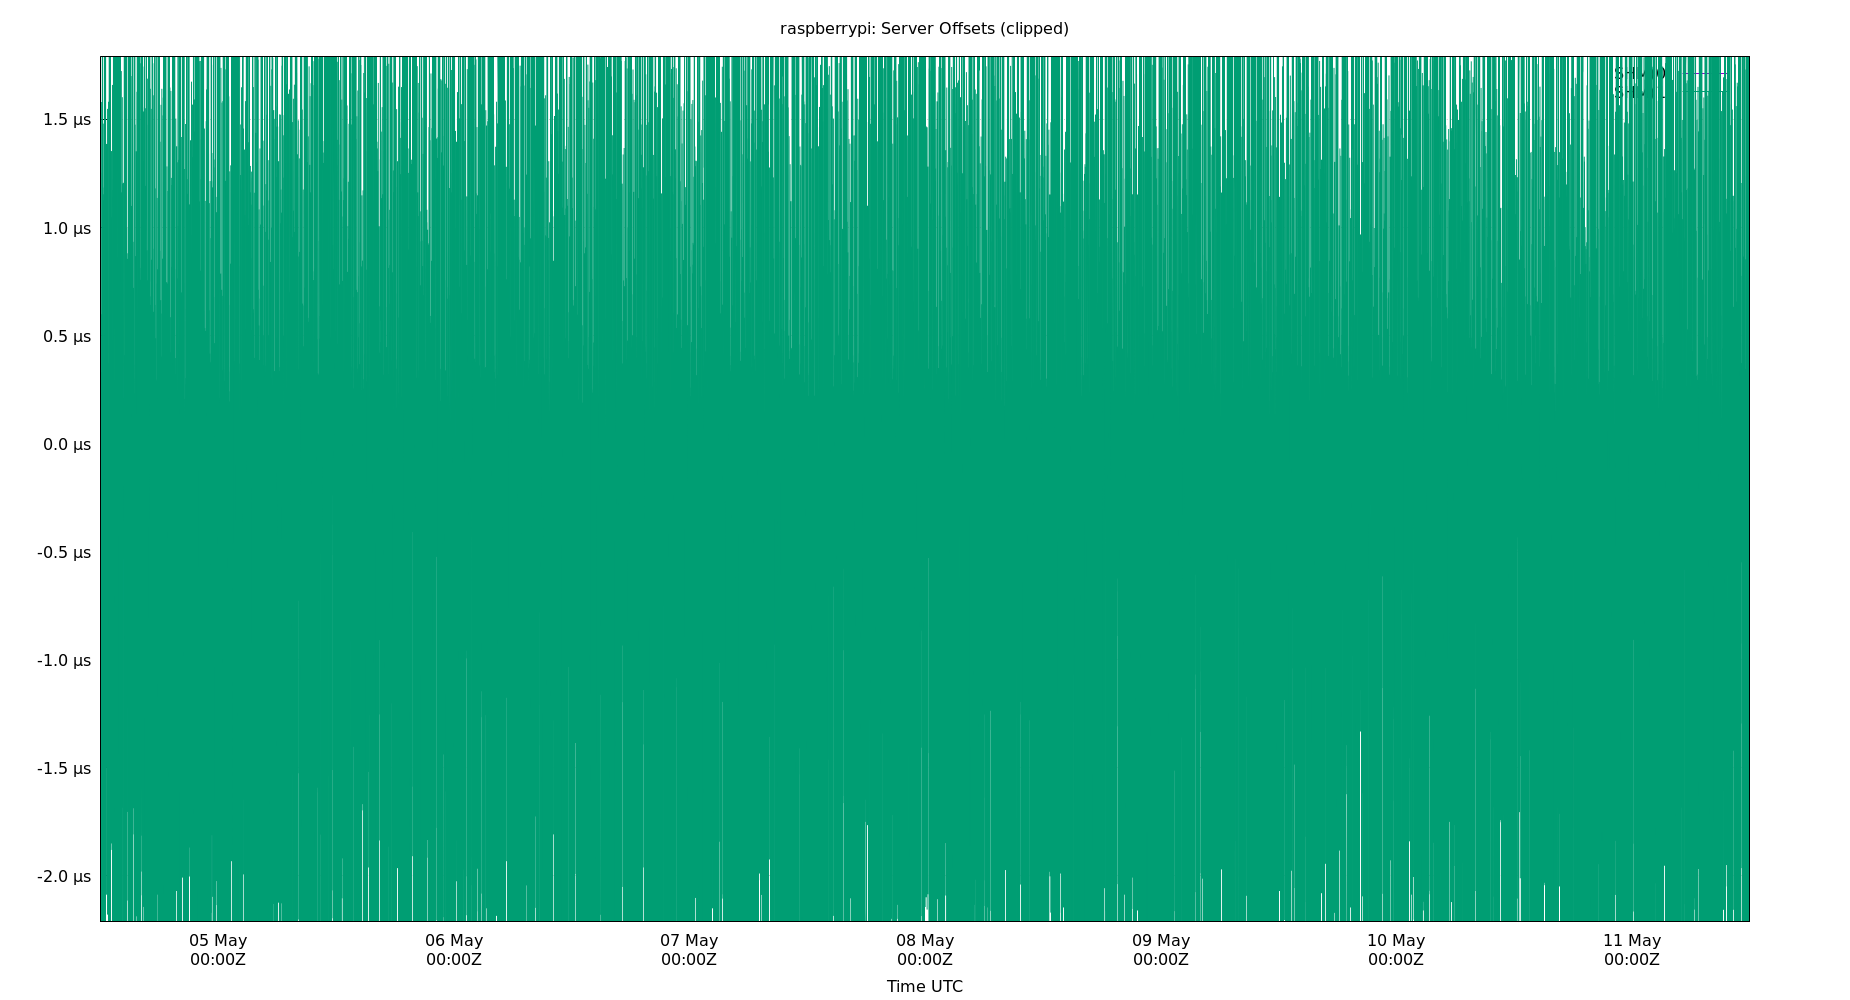 raspberrypi: Server Offsets (clipped)
1.5 µs
1.0 µs
0.5 µs
0.0 µs
-0.5 µs
-1.0 µs
-1.5 µs
-2.0 µs
05 May 06 May 07 May 08 May 09 May 10 May 11 May
00:00Z 00:00Z 00:00Z 00:00Z 00:00Z 00:00Z 00:00Z
Time UTC